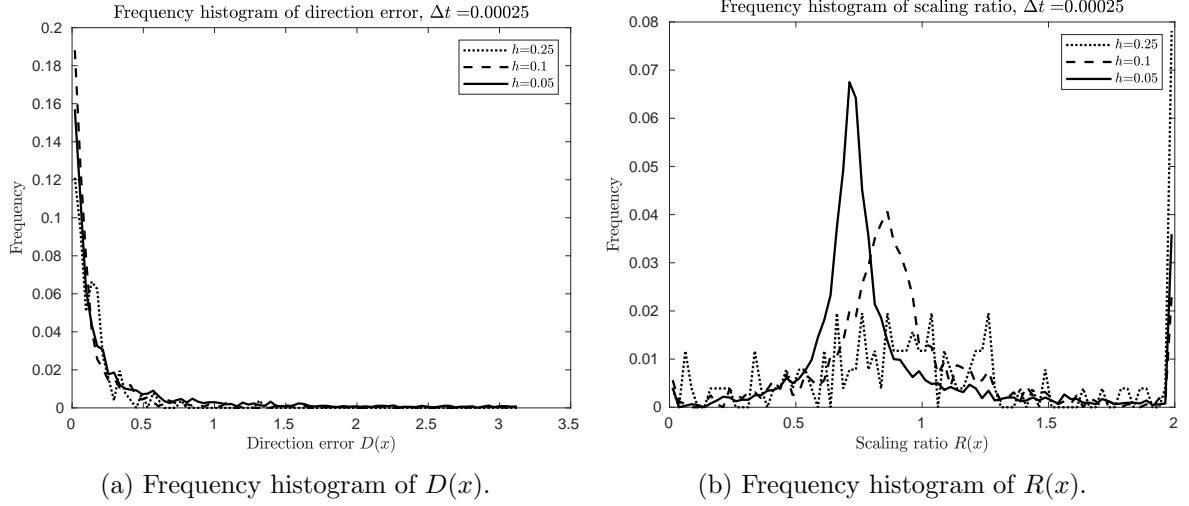 Frequency histogram of direction error, Δt =0.00025
0.2
0.18
0.16
0.14
0.12
0.1
0.08
0.06
0.04
0.02
0
Frequency
h=0.25
h=0.1
h=0.05
0 0.5 1 1.5 2 2.5 3 3.5
Direction error D(x)
(a) Frequency histogram of D(x).
Frequency histogram of scaling ratio, Δt =0.00025
0.08
0.07
0.06
0.05
0.04
0.03
0.02
0.01
0
Frequency
h=0.25
h=0.1
h=0.05
0 0.5 1 1.5 2
Scaling ratio R(x)
(b) Frequency histogram of R(x).